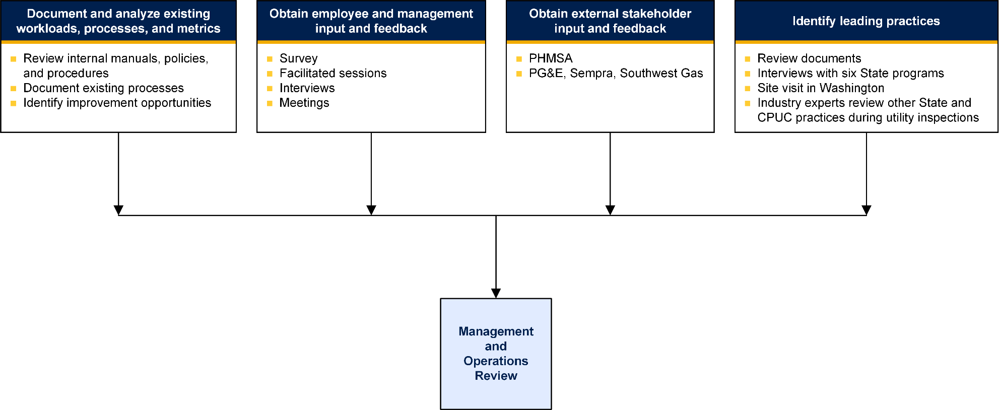 Document and analyze existing
workloads, processes, and metrics
Review internal manuals, policies,
and procedures
Document existing processes
Identify improvement opportunities
Obtain employee and management
input and feedback
Survey
Facilitated sessions
Interviews
Meetings
Obtain external stakeholder
input and feedback
PHMSA
PG&E, Sempra, Southwest Gas
Identify leading practices
Review documents
Interviews with six State programs
Site visit in Washington
Industry experts review other State and
CPUC practices during utility inspections
Management
and
Operations
Review